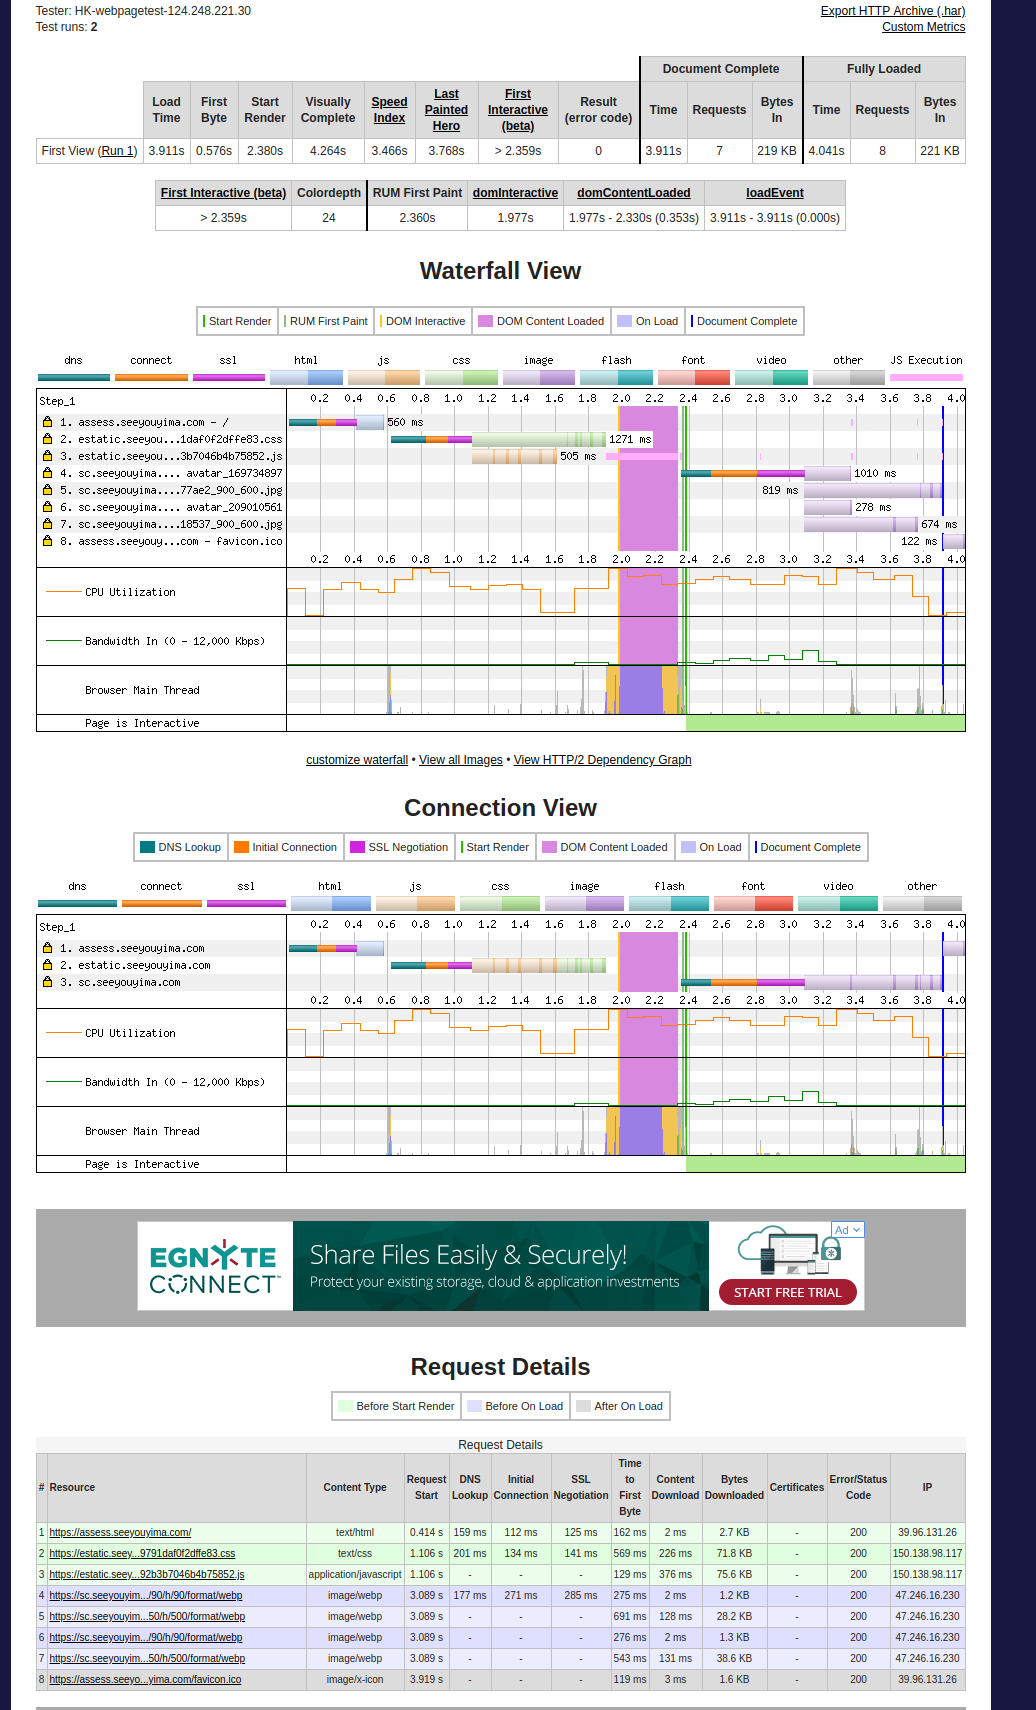 Tester: HK-webpagetest-124.248.221.30
Test runs: 2
Export HTTP Archive (.har)
Custom Metrics
Document Complete Fully Loaded
Load Time First Byte Start Render Visually Complete Speed Index Last Painted Hero First Interactive (beta) Result (error code) Time Requests Bytes In Time Requests Bytes In
First View (Run 1) 3.911s 0.576s 2.380s 4.264s 3.466s 3.768s > 2.359s 0 3.911s 7 219 KB 4.041s 8 221 KB
First Interactive (beta) Colordepth RUM First Paint domInteractive domContentLoaded loadEvent
> 2.359s 24 2.360s 1.977s 1.977s - 2.330s (0.353s) 3.911s - 3.911s (0.000s)
Waterfall View
Start Render RUM First Paint DOM Interactive DOM Content Loaded On Load Document Complete
dns connect ssl html js css image flash font video other JS Execution
Step_1 0.2 0.4 0.6 0.8 1.0 1.2 1.4 1.6 1.8 2.0 2.2 2.4 2.6 2.8 3.0 3.2 3.4 3.6 3.8 4.0
1. assess.seeyouyima.com - / 560 ms
2. estatic.seeyou...1daf0f2dffe83.css 1271 ms
3. estatic.seeyou...3b7046b4b75852.js 505 ms
4. sc.seeyouyima.... avatar_169734897 1010 ms
5. sc.seeyouyima....77ae2_900_600.jpg 819 ms
6. sc.seeyouyima.... avatar_209010561 278 ms
7. sc.seeyouyima....18537_900_600.jpg 674 ms
8. assess.seeyouy...com - favicon.ico 122 ms
0.2 0.4 0.6 0.8 1.0 1.2 1.4 1.6 1.8 2.0 2.2 2.4 2.6 2.8 3.0 3.2 3.4 3.6 3.8 4.0
CPU Utilization
Bandwidth In (0 - 12,000 Kbps)
Browser Main Thread
Page is Interactive
customize waterfall • View all Images • View HTTP/2 Dependency Graph
Connection View
DNS Lookup Initial Connection SSL Negotiation Start Render DOM Content Loaded On Load Document Complete
dns connect ssl html js css image flash font video other
Step_1 0.2 0.4 0.6 0.8 1.0 1.2 1.4 1.6 1.8 2.0 2.2 2.4 2.6 2.8 3.0 3.2 3.4 3.6 3.8 4.0
1. assess.seeyouyima.com
2. estatic.seeyouyima.com
3. sc.seeyouyima.com
0.2 0.4 0.6 0.8 1.0 1.2 1.4 1.6 1.8 2.0 2.2 2.4 2.6 2.8 3.0 3.2 3.4 3.6 3.8 4.0
CPU Utilization
Bandwidth In (0 - 12,000 Kbps)
Browser Main Thread
Page is Interactive
EGNYTE
CONNECT™
Share Files Easily & Securely!
Protect your existing storage, cloud & application investments
Ad
START FREE TRIAL
Request Details
Before Start Render Before On Load After On Load
Request Details
# Resource Content Type Request Start DNS Lookup Initial Connection SSL Negotiation Time to First Byte Content Download Bytes Downloaded Certificates Error/Status Code IP
1 https://assess.seeyouyima.com/ text/html 0.414 s 159 ms 112 ms 125 ms 162 ms 2 ms 2.7 KB - 200 39.96.131.26
2 https://estatic.seey...9791daf0f2dffe83.css text/css 1.106 s 201 ms 134 ms 141 ms 569 ms 226 ms 71.8 KB - 200 150.138.98.117
3 https://estatic.seey...92b3b7046b4b75852.js application/javascript 1.106 s - - - 129 ms 376 ms 75.6 KB - 200 150.138.98.117
4 https://sc.seeyouyim.../90/h/90/format/webp image/webp 3.089 s 177 ms 271 ms 285 ms 275 ms 2 ms 1.2 KB - 200 47.246.16.230
5 https://sc.seeyouyim...50/h/500/format/webp image/webp 3.089 s - - - 691 ms 128 ms 28.2 KB - 200 47.246.16.230
6 https://sc.seeyouyim.../90/h/90/format/webp image/webp 3.089 s - - - 276 ms 2 ms 1.3 KB - 200 47.246.16.230
7 https://sc.seeyouyim...50/h/500/format/webp image/webp 3.089 s - - - 543 ms 131 ms 38.6 KB - 200 47.246.16.230
8 https://assess.seeyo...yima.com/favicon.ico image/x-icon 3.919 s - - - 119 ms 3 ms 1.6 KB - 200 39.96.131.26